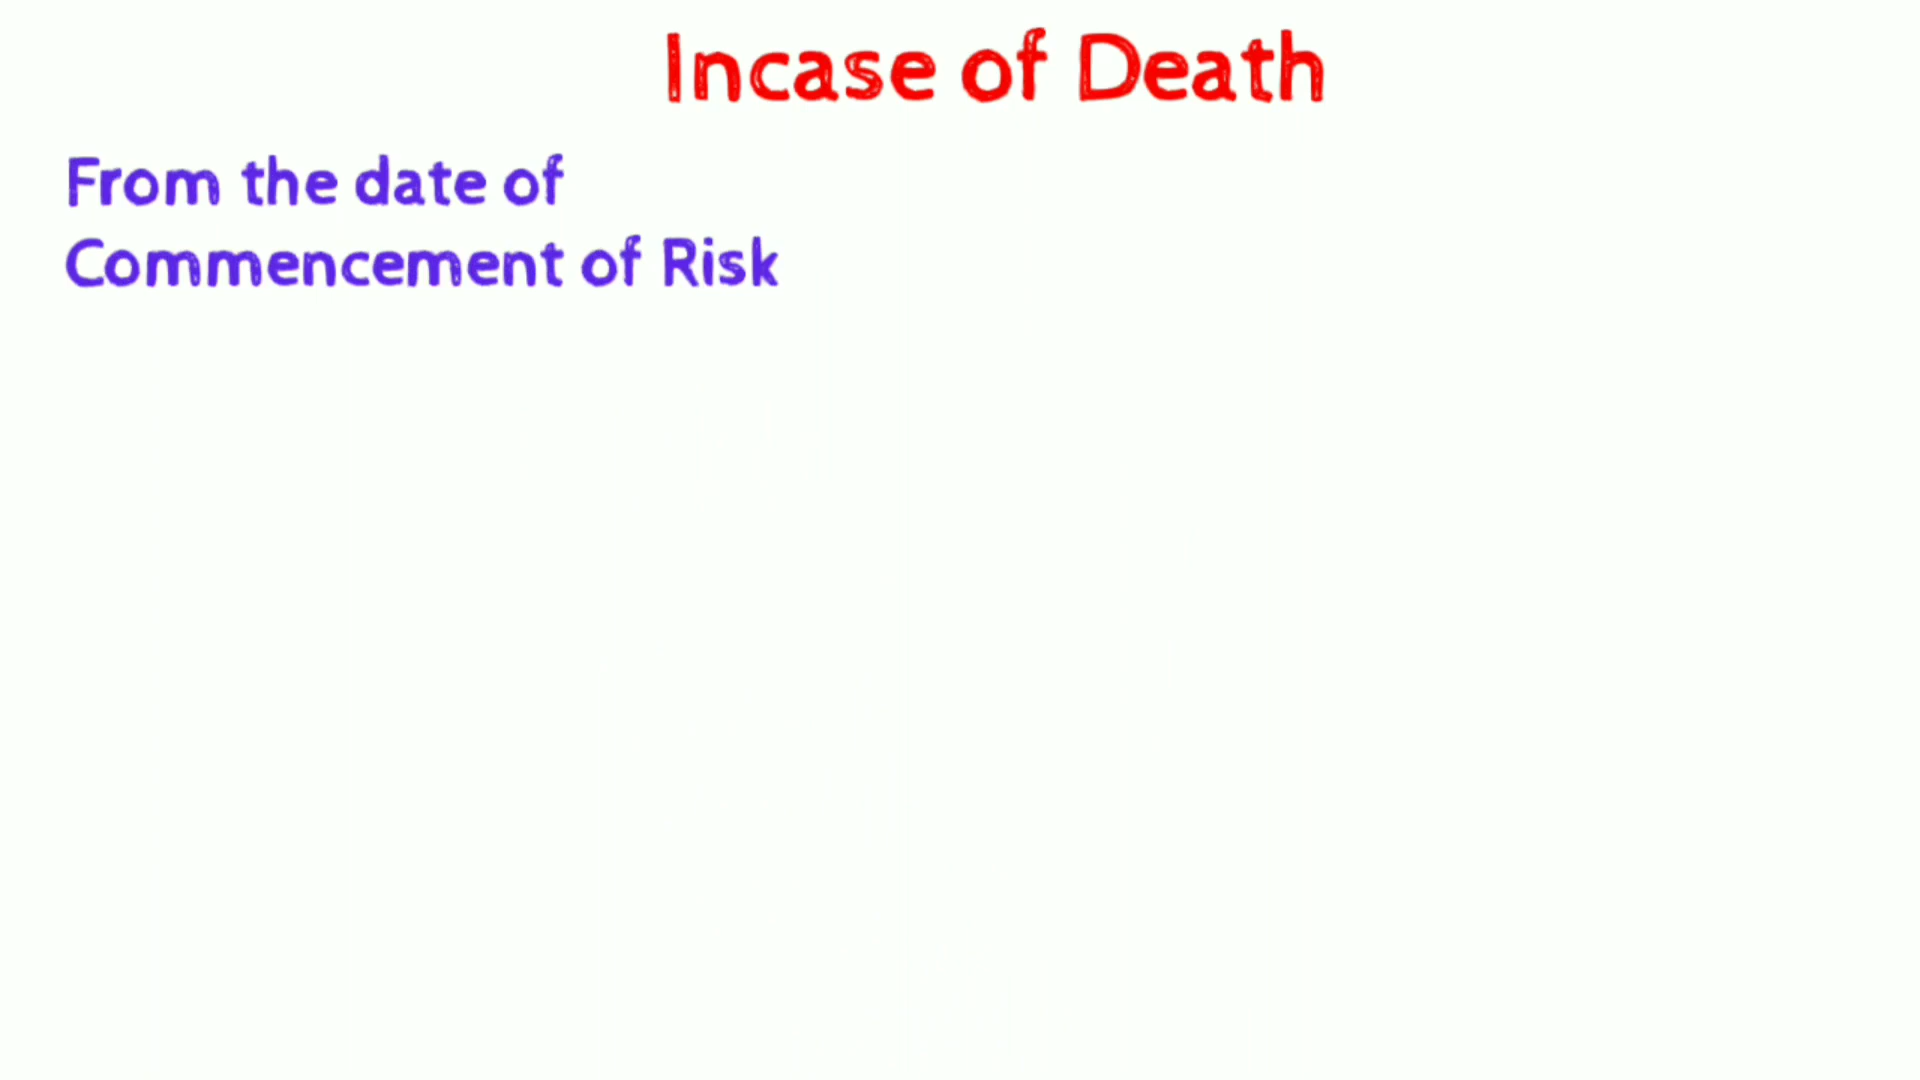 Incase of Death
From the date of
Commencement of Risk